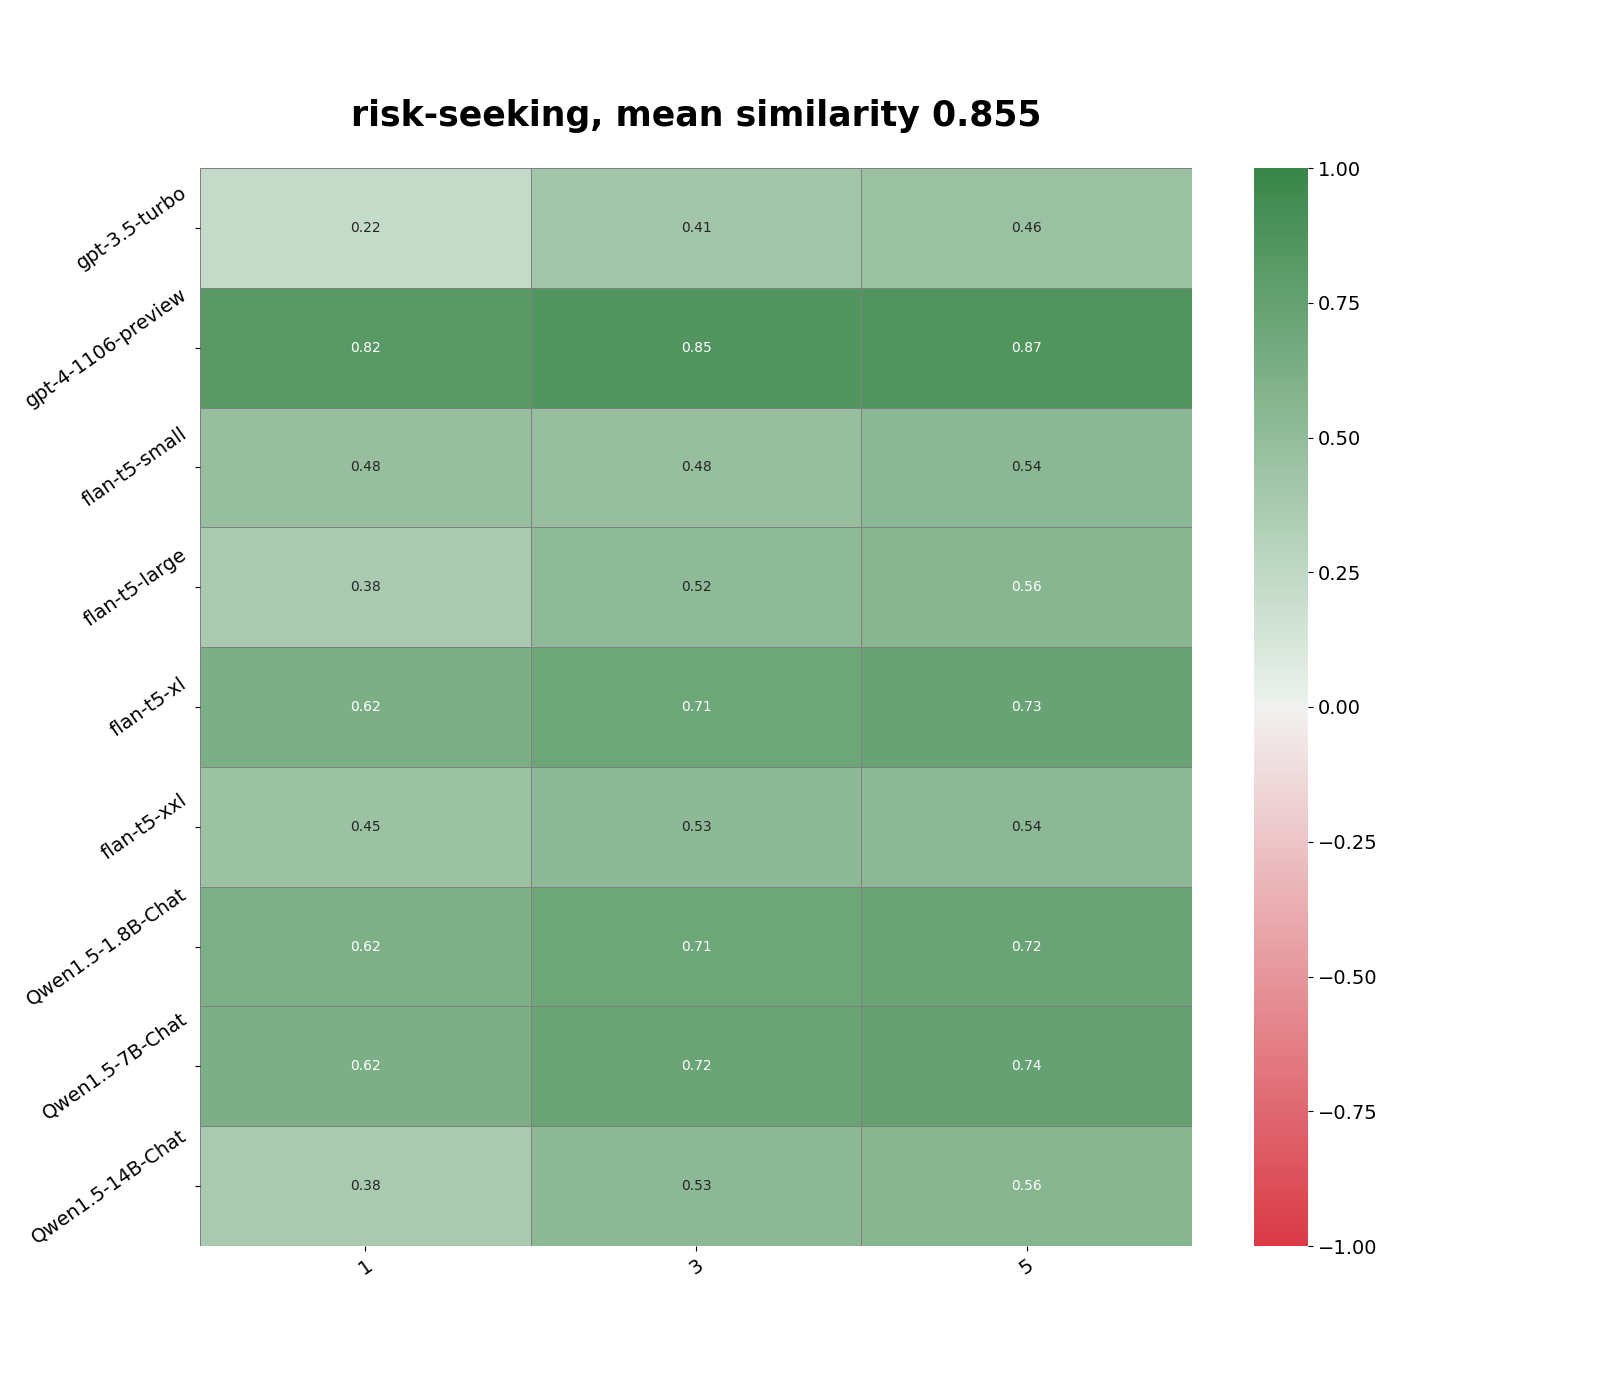 risk-seeking, mean similarity 0.855
gpt-3.5-turbo 0.22 0.41 0.46
gpt-4-1106-preview 0.82 0.85 0.87
flan-t5-small 0.48 0.48 0.54
flan-t5-large 0.38 0.52 0.56
flan-t5-xl 0.62 0.71 0.73
flan-t5-xxl 0.45 0.53 0.54
Qwen1.5-1.8B-Chat 0.62 0.71 0.72
Qwen1.5-7B-Chat 0.62 0.72 0.74
Qwen1.5-14B-Chat 0.38 0.53 0.56
1 3 5
1.00
0.75
0.50
0.25
0.00
−0.25
−0.50
−0.75
−1.00